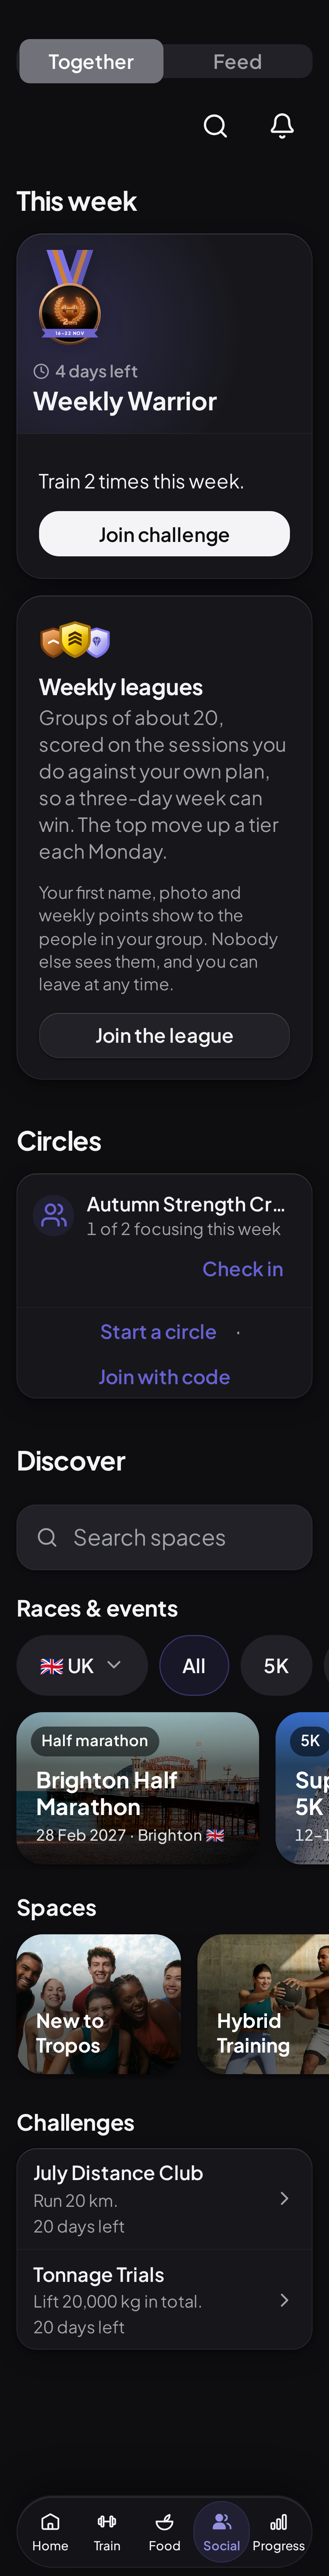 Together
Feed
This week
16-22 NOV
4 days left
Weekly Warrior
Train 2 times this week.
Join challenge
Weekly leagues
Groups of about 20,
scored on the sessions you
do against your own plan,
so a three-day week can
win. The top move up a tier
each Monday.
Your first name, photo and
weekly points show to the
people in your group. Nobody
else sees them, and you can
leave at any time.
Join the league
Circles
Autumn Strength Cr…
1 of 2 focusing this week
Check in
Start a circle ·
Join with code
Discover
Search spaces
Races & events
🇬🇧 UK
All
5K
Half marathon
Brighton Half
Marathon
28 Feb 2027 · Brighton 🇬🇧
5K
Sup
5K
12–1
Spaces
New to
Tropos
Hybrid
Training
Challenges
July Distance Club
Run 20 km.
20 days left
Tonnage Trials
Lift 20,000 kg in total.
20 days left
Home
Train
Food
Social
Progress